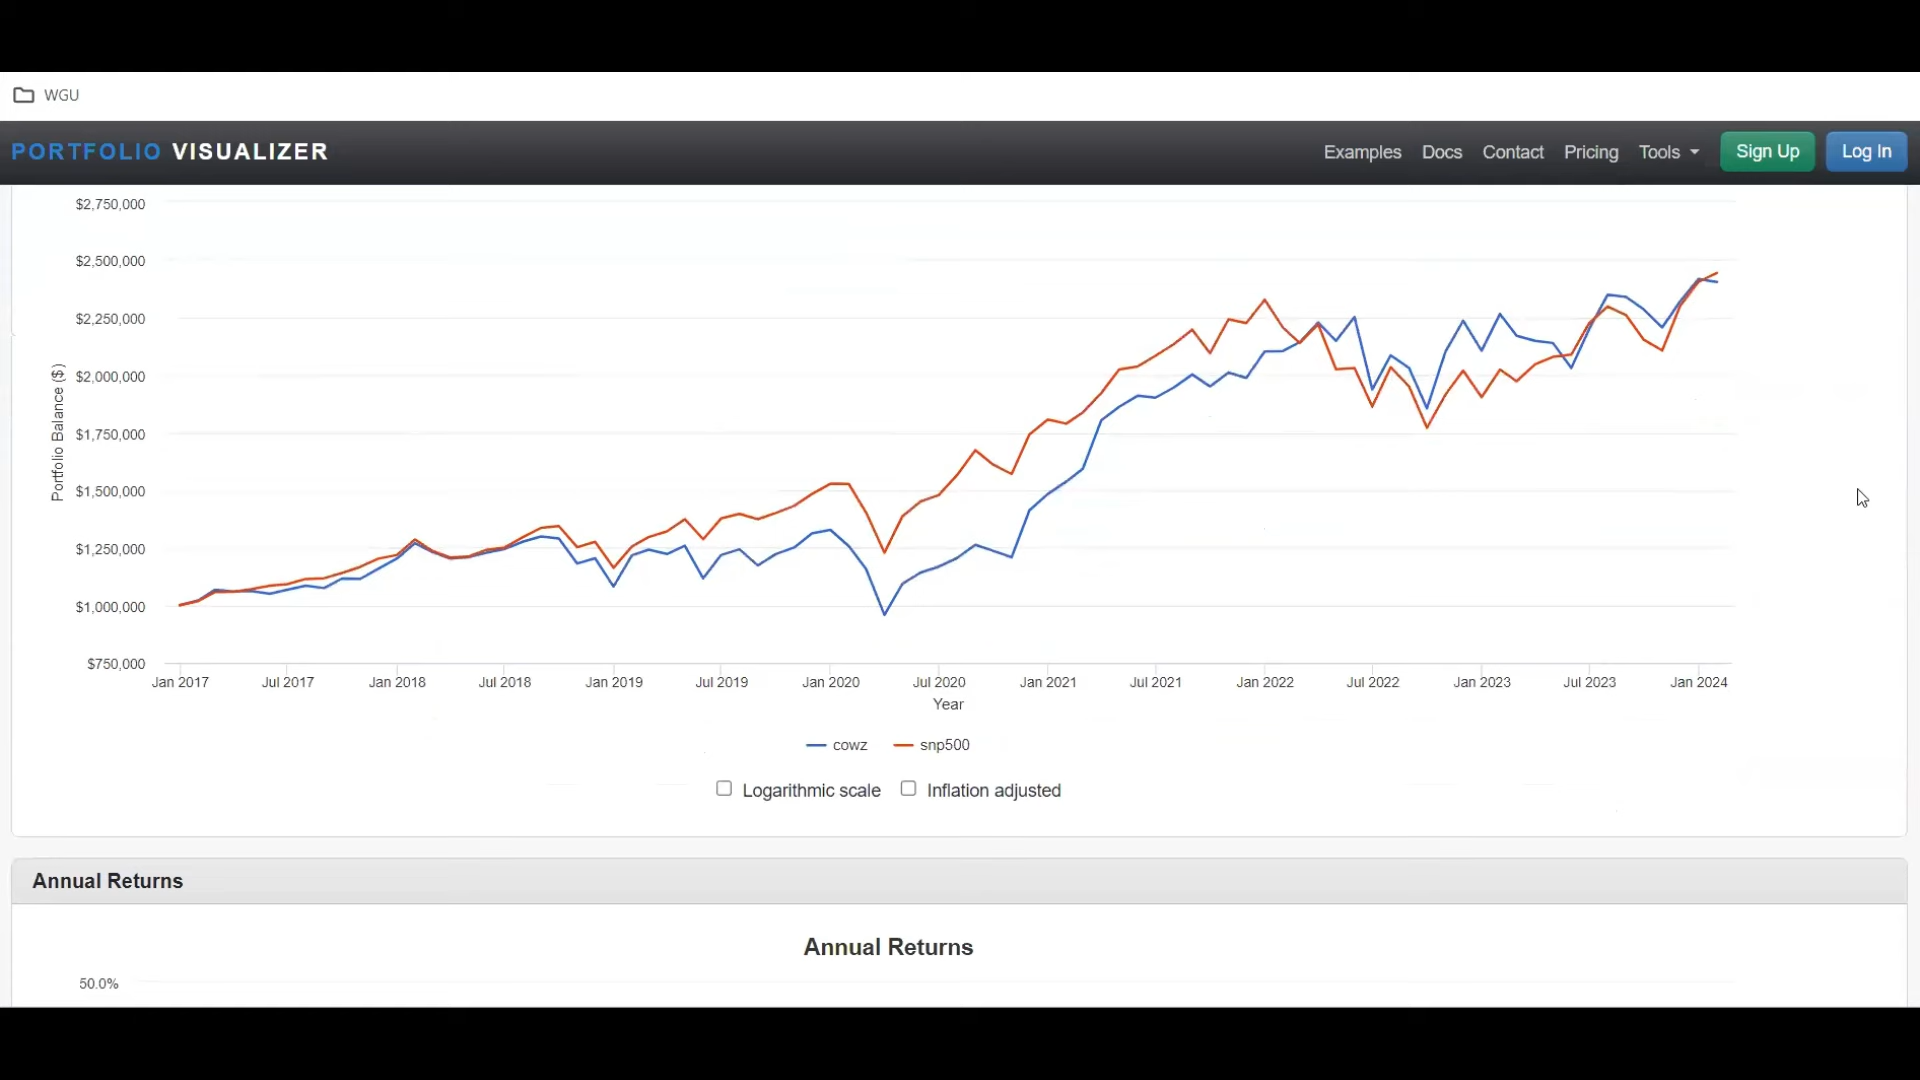 WGU
PORTFOLIO VISUALIZER
Examples Docs Contact Pricing Tools Sign Up Log In
$2,750,000
$2,500,000
$2,250,000
$2,000,000
$1,750,000
$1,500,000
$1,250,000
$1,000,000
$750,000
Portfolio Balance ($)
Jan 2017 Jul 2017 Jan 2018 Jul 2018 Jan 2019 Jul 2019 Jan 2020 Jul 2020 Jan 2021 Jul 2021 Jan 2022 Jul 2022 Jan 2023 Jul 2023 Jan 2024
Year
cowz snp500
Logarithmic scale Inflation adjusted
Annual Returns
Annual Returns
50.0%